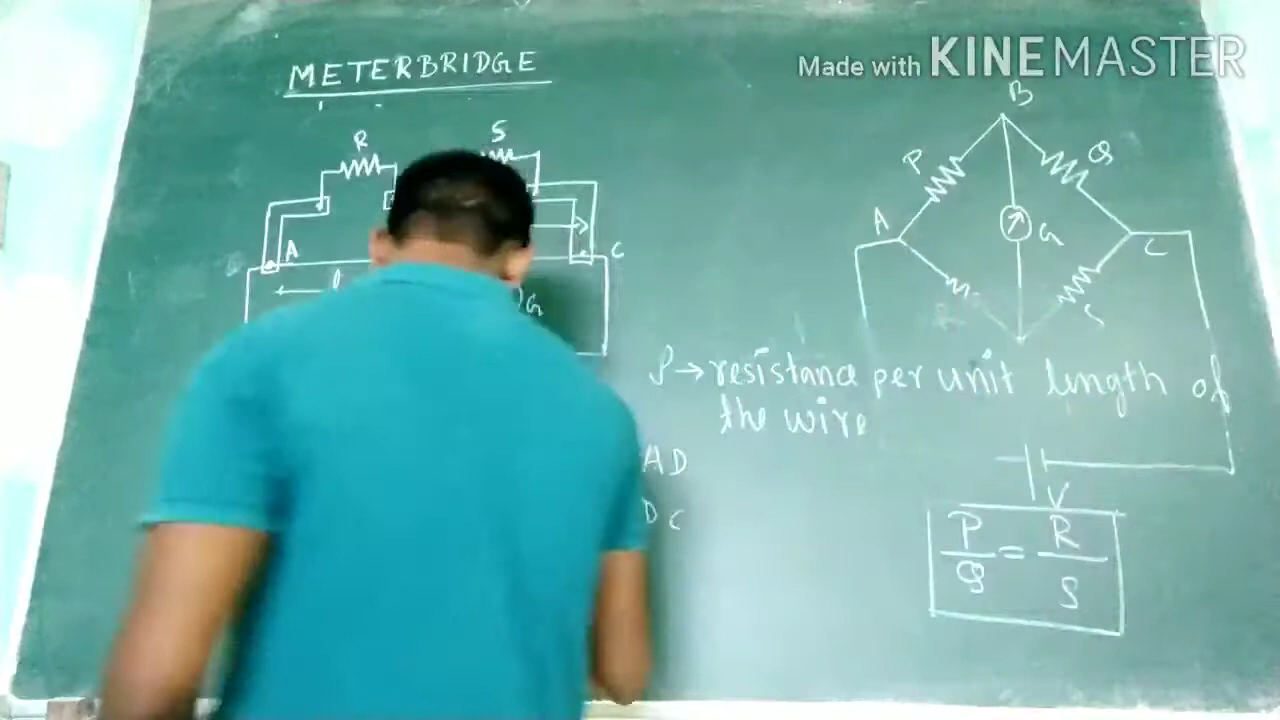 Made with KINEMASTER
METERBRIDGE
R
S
A
C
l
G
B
P
Q
A
G
C
S
ρ → resistance per unit length of
the wire
AD
DC
V
P/Q = R/S